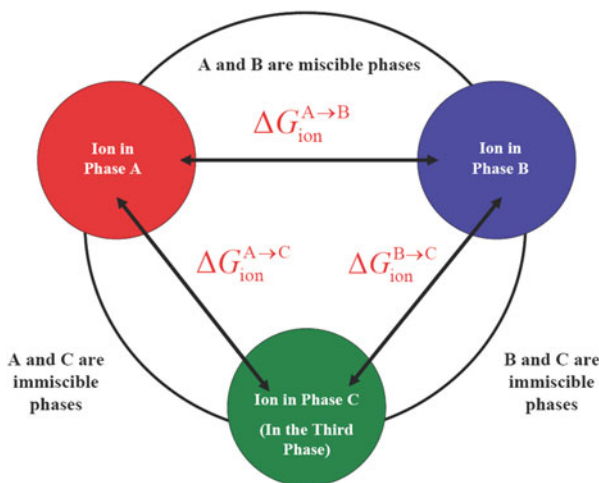 A and B are miscible phases
Ion in
Phase A
ΔG_ion^{A→B}
Ion in
Phase B
ΔG_ion^{A→C}
ΔG_ion^{B→C}
A and C are
immiscible
phases
B and C are
immiscible
phases
Ion in Phase C
(In the Third
Phase)